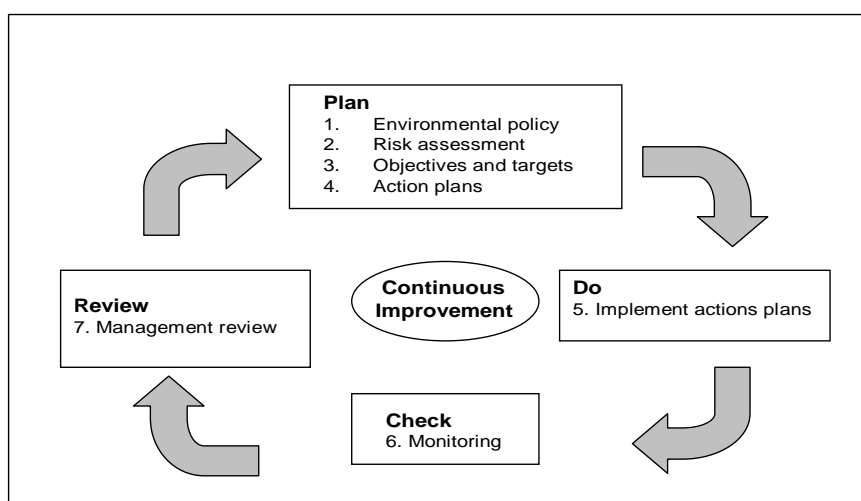 Plan
1. Environmental policy
2. Risk assessment
3. Objectives and targets
4. Action plans
Review
7. Management review
Continuous
Improvement
Do
5. Implement actions plans
Check
6. Monitoring